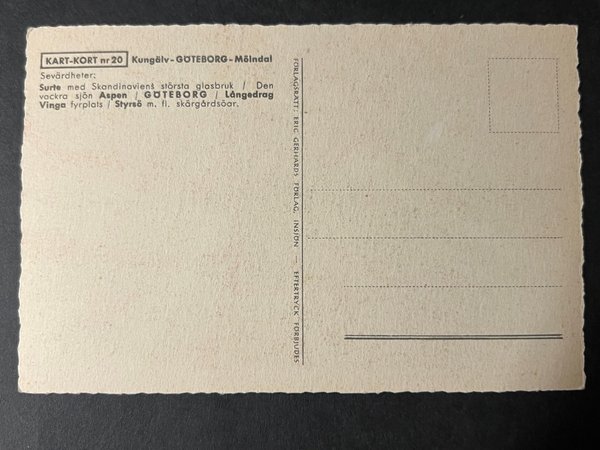 KART-KORT nr 20 Kungälv-GÖTEBORG-Mölndal
Sevärdheter:
Surte med Skandinaviens största glasbruk / Den
vackra sjön Aspen / GÖTEBORG / Långedrag
Vinga fyrplats / Styrsö m. fl. skärgårdsöar.
FÖRLAGSRÄTT: ERIC GERHARDS FÖRLAG, INSJÖN — EFTERTRYCK FÖRBJUDES